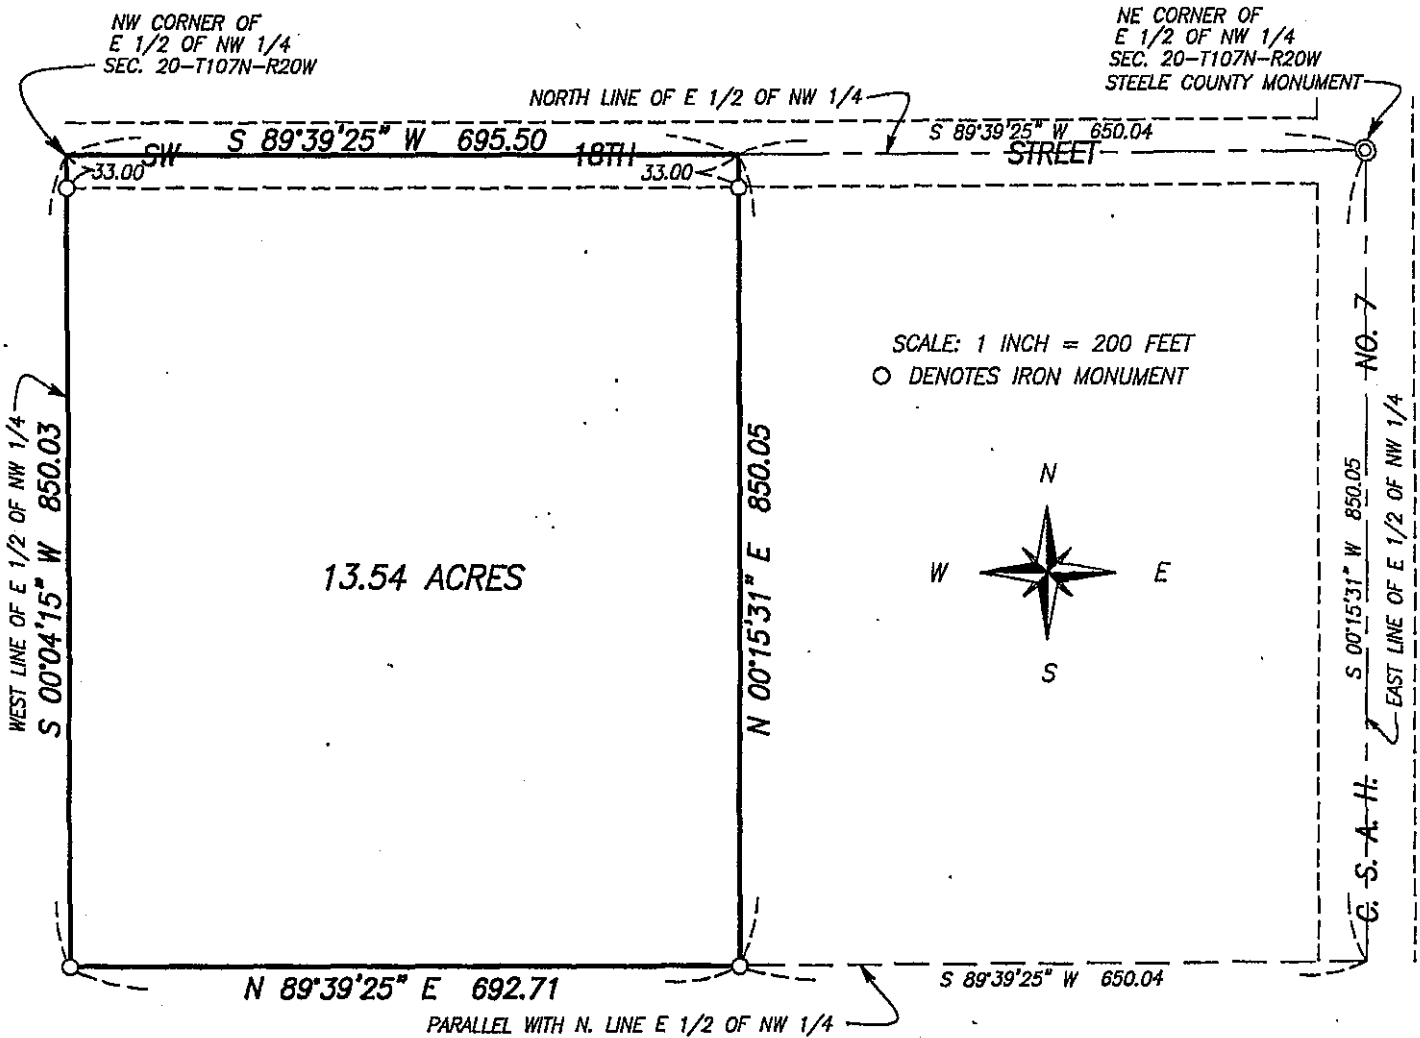 NW CORNER OF
E 1/2 OF NW 1/4
SEC. 20-T107N-R20W
NE CORNER OF
E 1/2 OF NW 1/4
SEC. 20-T107N-R20W
STEELE COUNTY MONUMENT
NORTH LINE OF E 1/2 OF NW 1/4
S 89°39'25" W 695.50
S 89°39'25" W 650.04
SW 18TH STREET
33.00
33.00
SCALE: 1 INCH = 200 FEET
O DENOTES IRON MONUMENT
WEST LINE OF E 1/2 OF NW 1/4
S 00°04'15" W 850.03
13.54 ACRES
N 00°15'31" E 850.05
N
W
E
S
S 00°15'31" W 850.05
EAST LINE OF E 1/2 OF NW 1/4
C. S. A. H. NO. 7
N 89°39'25" E 692.71
S 89°39'25" W 650.04
PARALLEL WITH N. LINE E 1/2 OF NW 1/4